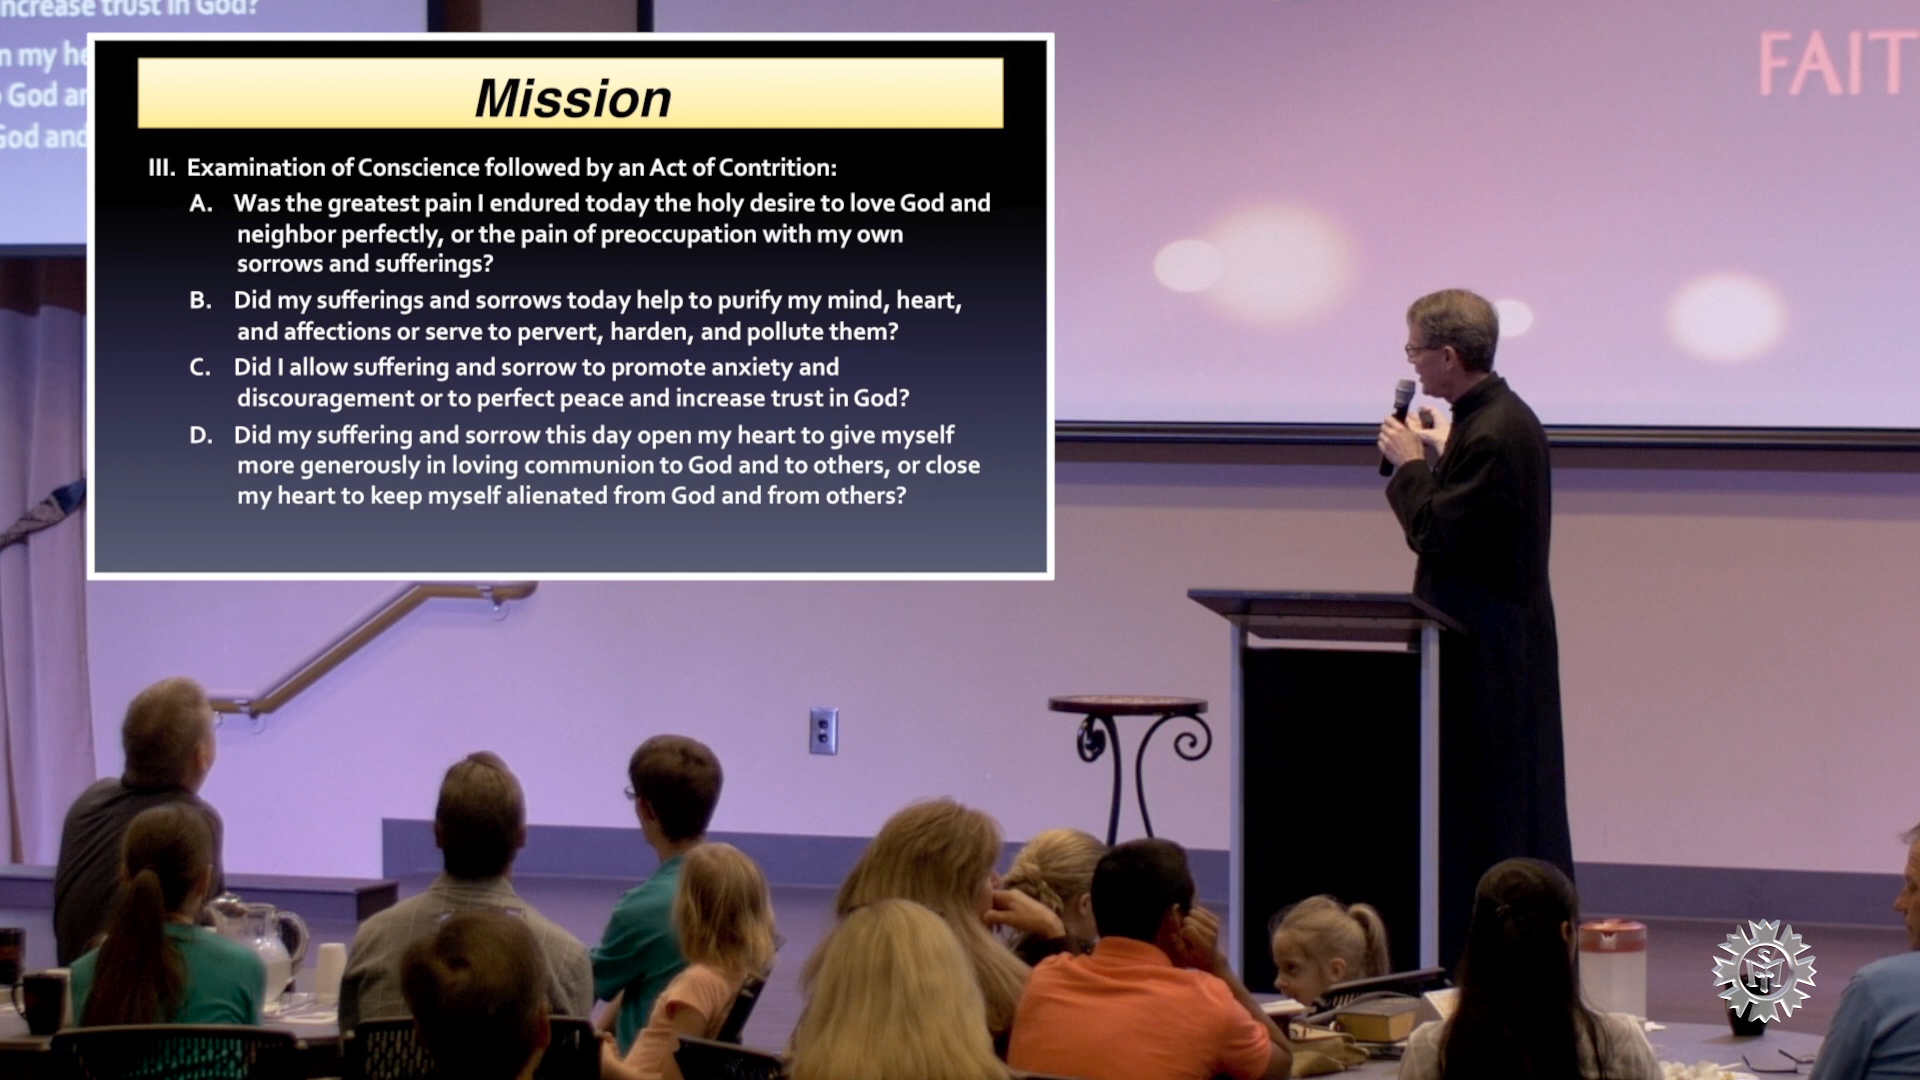 increase trust in God?
n my he
God an
God and
FAIT
Mission
III. Examination of Conscience followed by an Act of Contrition:
A. Was the greatest pain I endured today the holy desire to love God and
neighbor perfectly, or the pain of preoccupation with my own
sorrows and sufferings?
B. Did my sufferings and sorrows today help to purify my mind, heart,
and affections or serve to pervert, harden, and pollute them?
C. Did I allow suffering and sorrow to promote anxiety and
discouragement or to perfect peace and increase trust in God?
D. Did my suffering and sorrow this day open my heart to give myself
more generously in loving communion to God and to others, or close
my heart to keep myself alienated from God and from others?